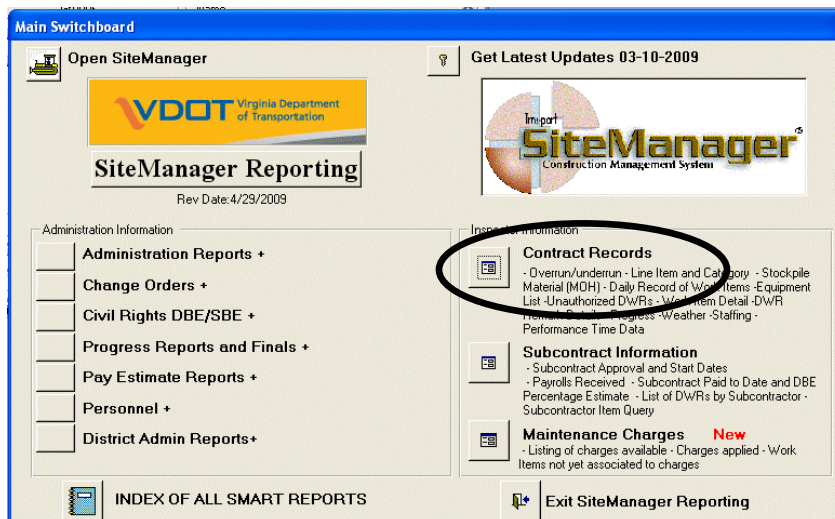 Main Switchboard
Open SiteManager
Get Latest Updates 03-10-2009
VDOT Virginia Department
of Transportation
SiteManager Reporting
Rev Date:4/29/2009
SiteManager®
Construction Management System
Administration Information
Administration Reports +
Change Orders +
Civil Rights DBE/SBE +
Progress Reports and Finals +
Pay Estimate Reports +
Personnel +
District Admin Reports+
Inspector Information
Contract Records
- Overrun/underrun - Line Item and Category - Stockpile
Material (MOH) - Daily Record of Work Items -Equipment
List -Unauthorized DWRs - Work Item Detail -DWR
Remark Details - Progress -Weather -Staffing -
Performance Time Data
Subcontract Information
- Subcontract Approval and Start Dates
- Payrolls Received - Subcontract Paid to Date and DBE
Percentage Estimate - List of DWRs by Subcontractor -
Subcontractor Item Query
Maintenance Charges New
- Listing of charges available - Charges applied - Work
Items not yet associated to charges
INDEX OF ALL SMART REPORTS
Exit SiteManager Reporting